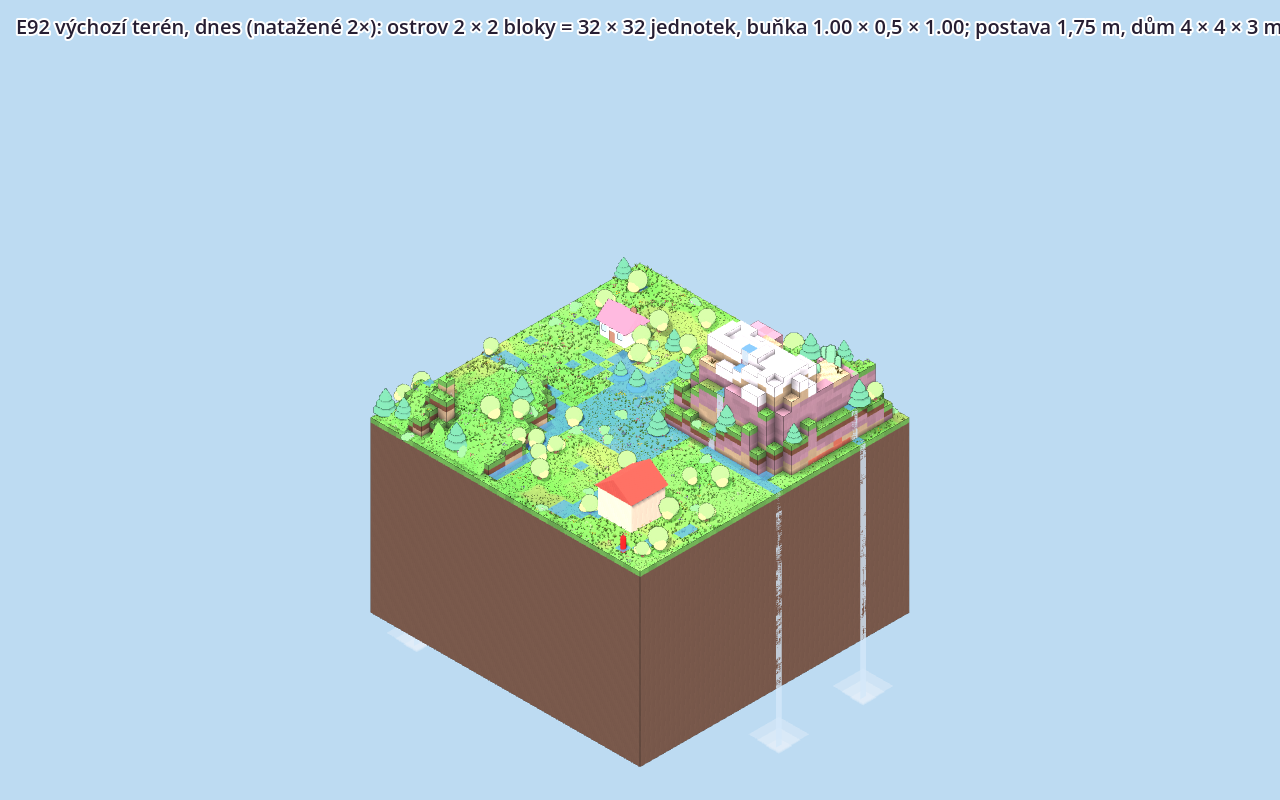 E92 výchozí terén, dnes (natažené 2×): ostrov 2 × 2 bloky = 32 × 32 jednotek, buňka 1.00 × 0,5 × 1.00; postava 1,75 m, dům 4 × 4 × 3 m